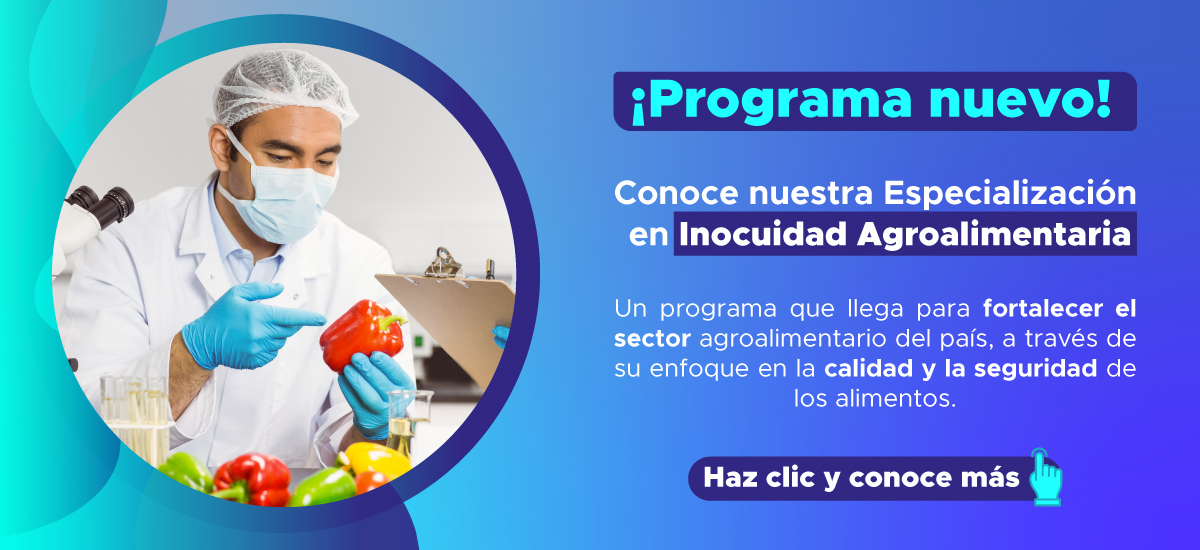 ¡Programa nuevo!
Conoce nuestra Especialización
en Inocuidad Agroalimentaria
Un programa que llega para fortalecer el
sector agroalimentario del país, a través de
su enfoque en la calidad y la seguridad de
los alimentos.
Haz clic y conoce más